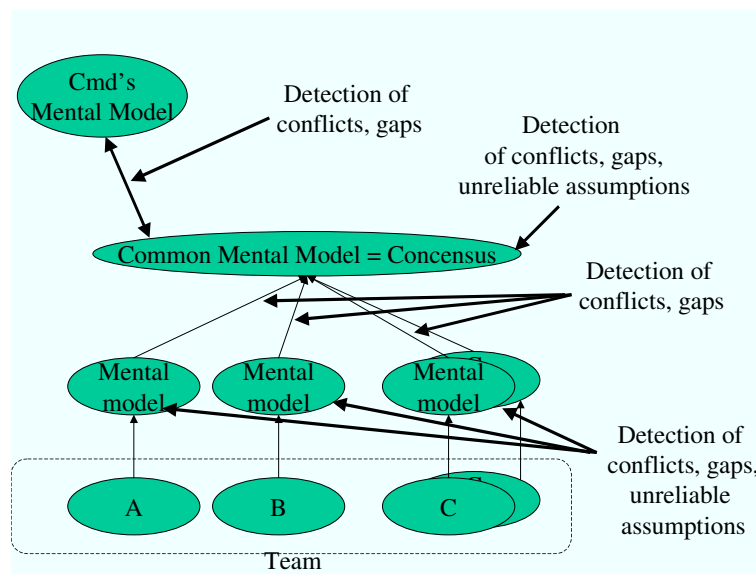 Cmd's
Mental Model
Detection of
conflicts, gaps
Detection
of conflicts, gaps,
unreliable assumptions
Common Mental Model = Concensus
Detection of
conflicts, gaps
Mental
model
Mental
model
Mental
model
Detection of
conflicts, gaps,
unreliable
assumptions
A
B
C
Team